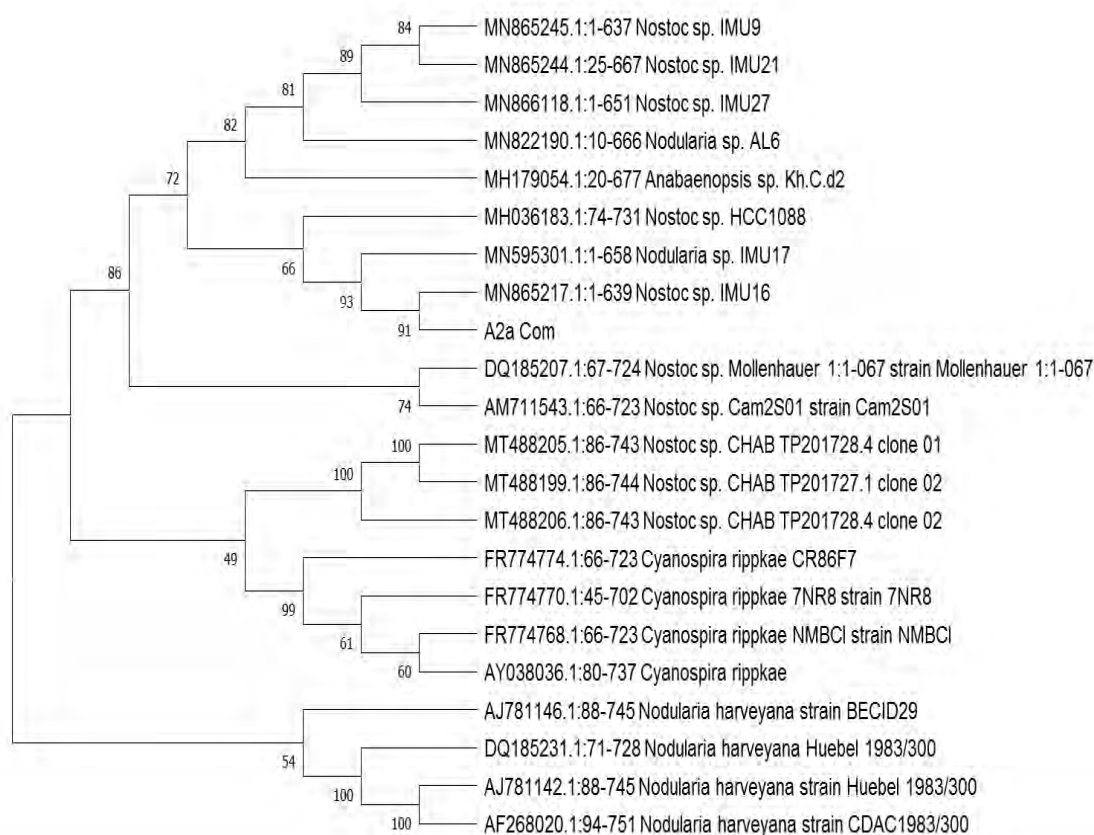 84
MN865245.1:1-637 Nostoc sp. IMU9
89
MN865244.1:25-667 Nostoc sp. IMU21
81
MN866118.1:1-651 Nostoc sp. IMU27
82
MN822190.1:10-666 Nodularia sp. AL6
72
MH179054.1:20-677 Anabaenopsis sp. Kh.C.d2
MH036183.1:74-731 Nostoc sp. HCC1088
86
66
MN595301.1:1-658 Nodularia sp. IMU17
93
MN865217.1:1-639 Nostoc sp. IMU16
91
A2a Com
DQ185207.1:67-724 Nostoc sp. Mollenhauer 1:1-067 strain Mollenhauer 1:1-067
74
AM711543.1:66-723 Nostoc sp. Cam2S01 strain Cam2S01
100
MT488205.1:86-743 Nostoc sp. CHAB TP201728.4 clone 01
100
MT488199.1:86-744 Nostoc sp. CHAB TP201727.1 clone 02
MT488206.1:86-743 Nostoc sp. CHAB TP201728.4 clone 02
49
FR774774.1:66-723 Cyanospira rippkae CR86F7
99
FR774770.1:45-702 Cyanospira rippkae 7NR8 strain 7NR8
61
FR774768.1:66-723 Cyanospira rippkae NMBCl strain NMBCl
60
AY038036.1:80-737 Cyanospira rippkae
AJ781146.1:88-745 Nodularia harveyana strain BECID29
54
DQ185231.1:71-728 Nodularia harveyana Huebel 1983/300
100
AJ781142.1:88-745 Nodularia harveyana strain Huebel 1983/300
100
AF268020.1:94-751 Nodularia harveyana strain CDAC1983/300